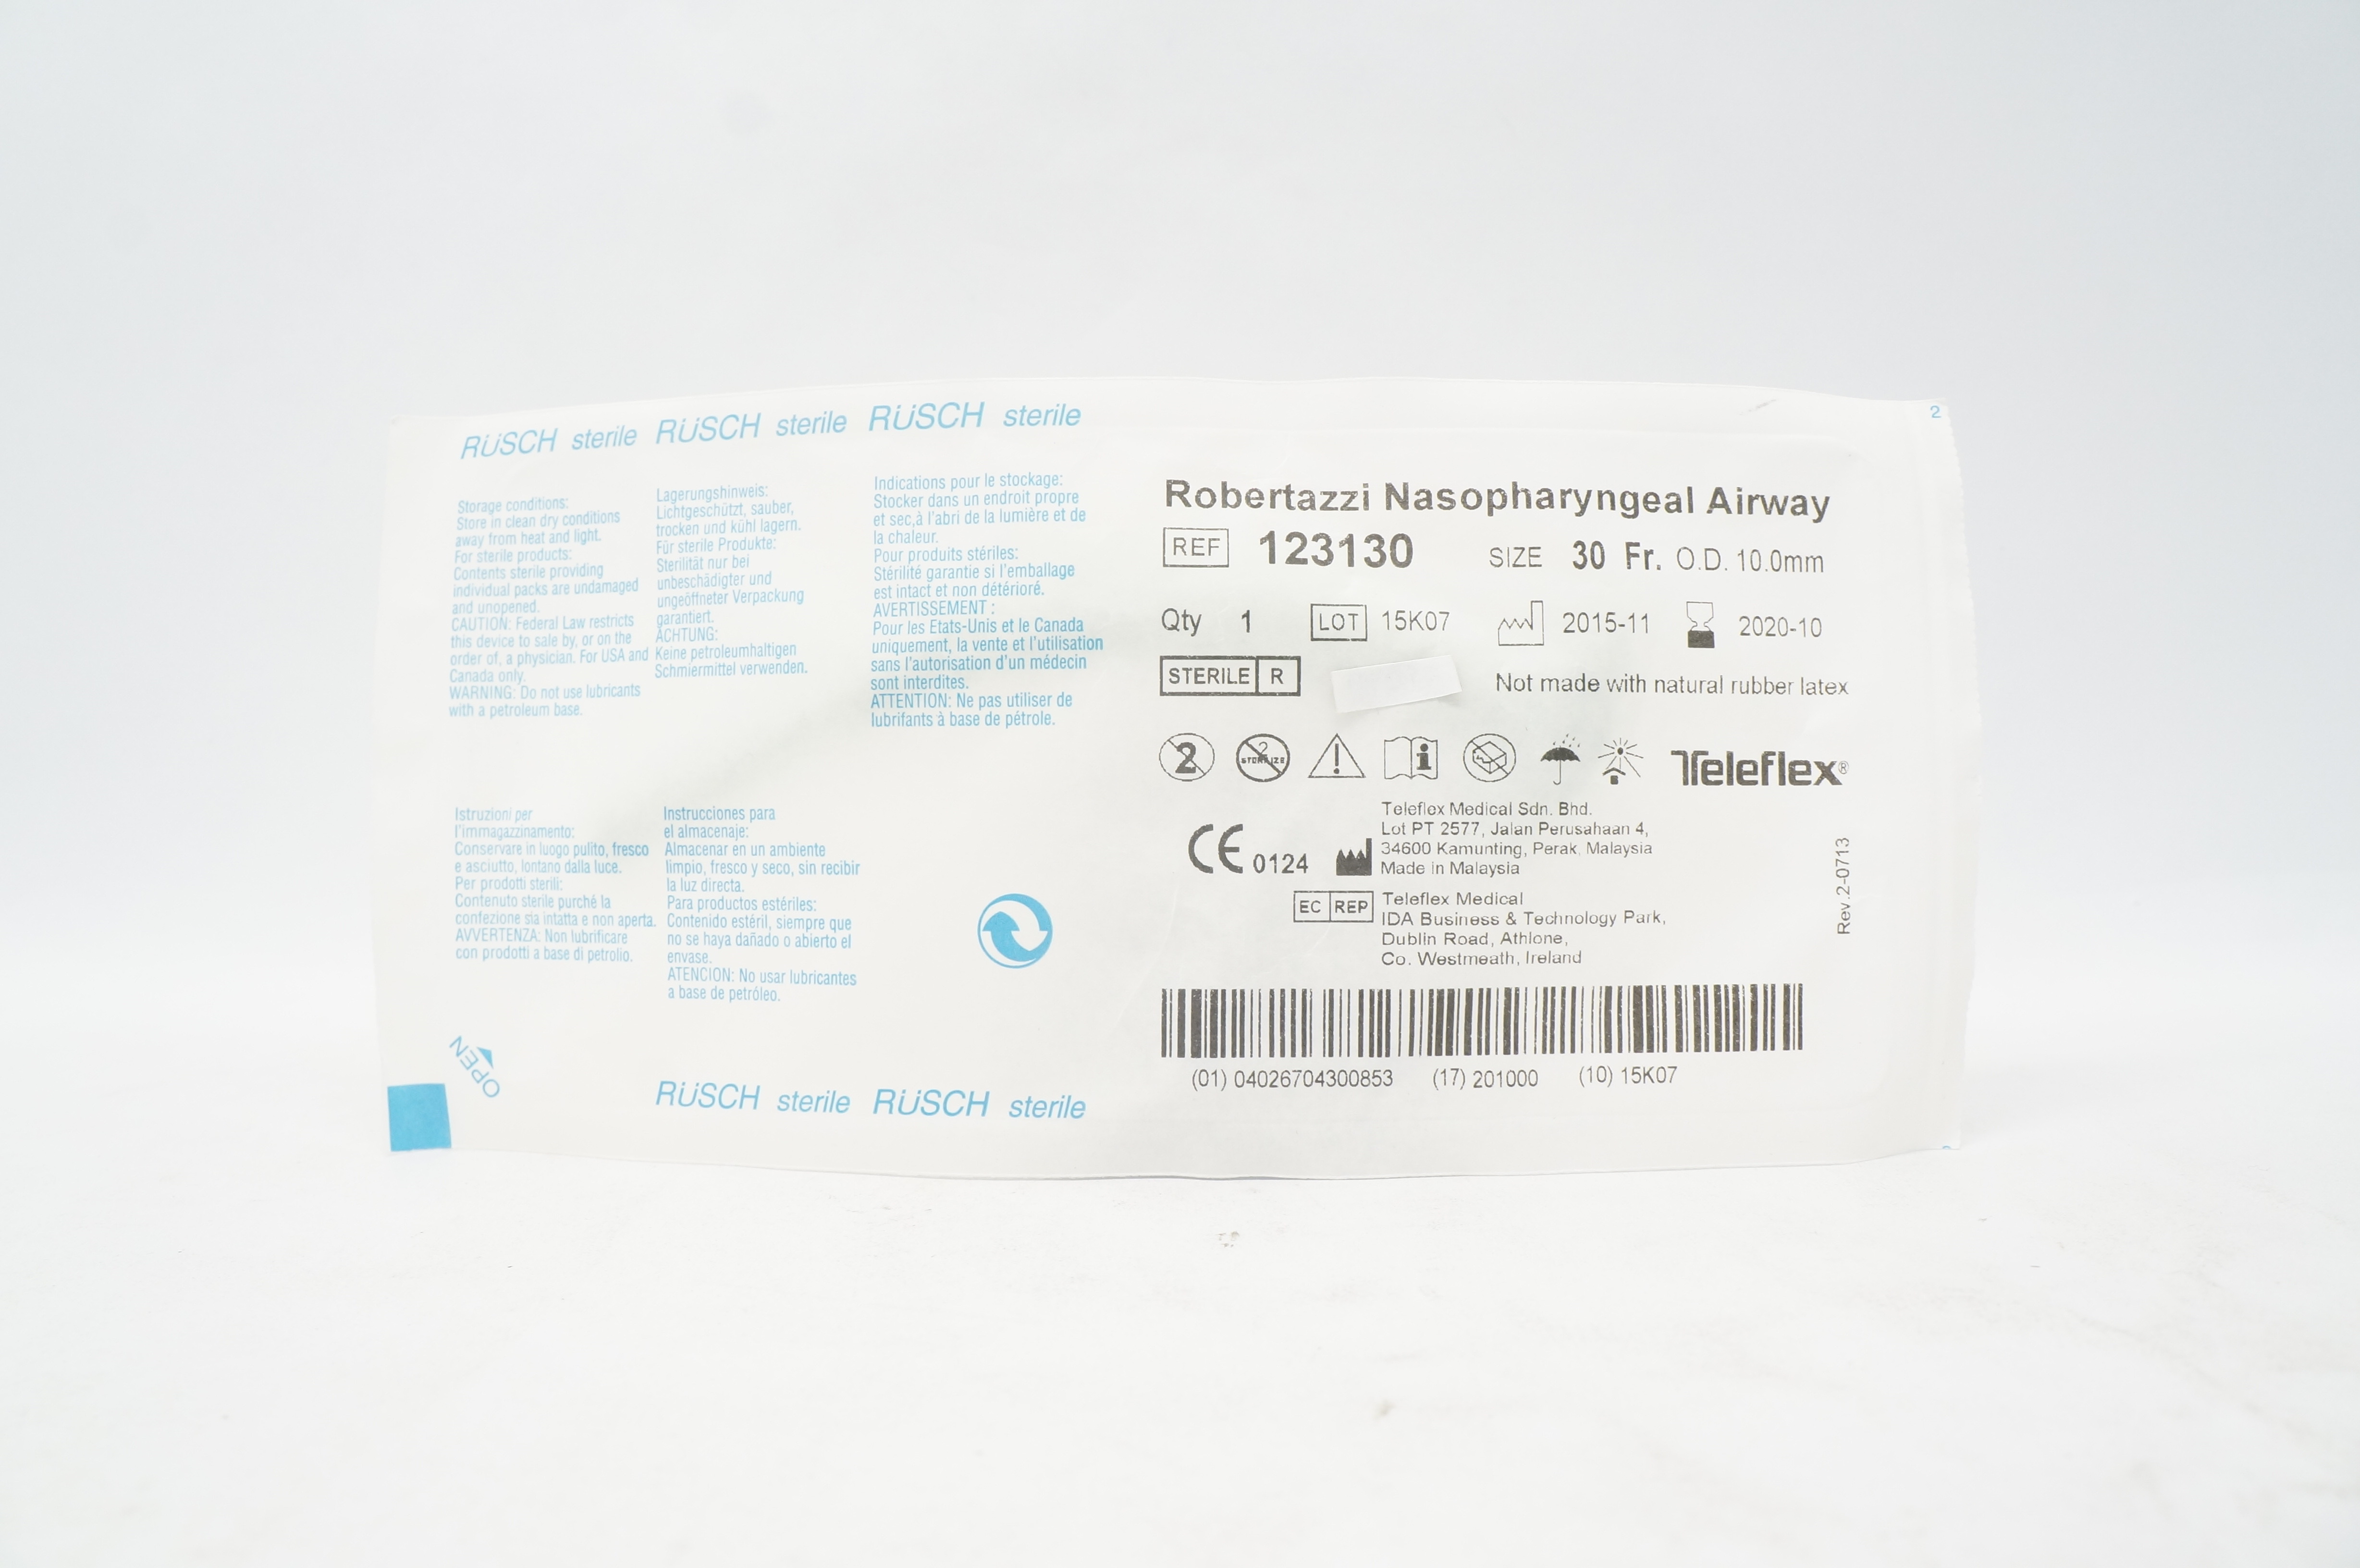 RÜSCH sterile RÜSCH sterile RÜSCH sterile
Storage conditions:
Store in clean dry conditions
away from heat and light.
For sterile products:
Contents sterile providing
individual packs are undamaged
and unopened.
CAUTION: Federal Law restricts
this device to sale by, or on the
order of, a physician. For USA and
Canada only.
WARNING: Do not use lubricants
with a petroleum base.
Lagerungshinweis:
Lichtgeschützt, sauber,
trocken und kühl lagern.
Für sterile Produkte:
Sterilität nur bei
unbeschädigter und
ungeöffneter Verpackung
garantiert.
ACHTUNG:
Keine petroleumhaltigen
Schmiermittel verwenden.
Indications pour le stockage:
Stocker dans un endroit propre
et sec,à l'abri de la lumière et de
la chaleur.
Pour produits stériles:
Stérilité garantie si l'emballage
est intact et non détérioré.
AVERTISSEMENT :
Pour les Etats-Unis et le Canada
uniquement, la vente et l'utilisation
sans l'autorisation d'un médecin
sont interdites.
ATTENTION: Ne pas utiliser de
lubrifants à base de pétrole.
Istruzioni per
l'immagazzinamento:
Conservare in luogo pulito, fresco
e asciutto, lontano dalla luce.
Per prodotti sterili:
Contenuto sterile purché la
confezione sia intatta e non aperta.
AVVERTENZA: Non lubrificare
con prodotti a base di petrolio.
Instrucciones para
el almacenaje:
Almacenar en un ambiente
limpio, fresco y seco, sin recibir
la luz directa.
Para productos estériles:
Contenido estéril, siempre que
no se haya dañado o abierto el
envase.
ATENCION: No usar lubricantes
a base de petróleo.
OPEN
RÜSCH sterile RÜSCH sterile
2
Robertazzi Nasopharyngeal Airway
REF 123130 SIZE 30 Fr. O.D. 10.0mm
Qty 1 LOT 15K07 2015-11 2020-10
STERILE R Not made with natural rubber latex
2 2 STERILIZE Teleflex®
CE 0124
Teleflex Medical Sdn. Bhd.
Lot PT 2577, Jalan Perusahaan 4,
34600 Kamunting, Perak, Malaysia
Made in Malaysia
EC REP
Teleflex Medical
IDA Business & Technology Park,
Dublin Road, Athlone,
Co. Westmeath, Ireland
Rev.2-0713
(01) 04026704300853 (17) 201000 (10) 15K07